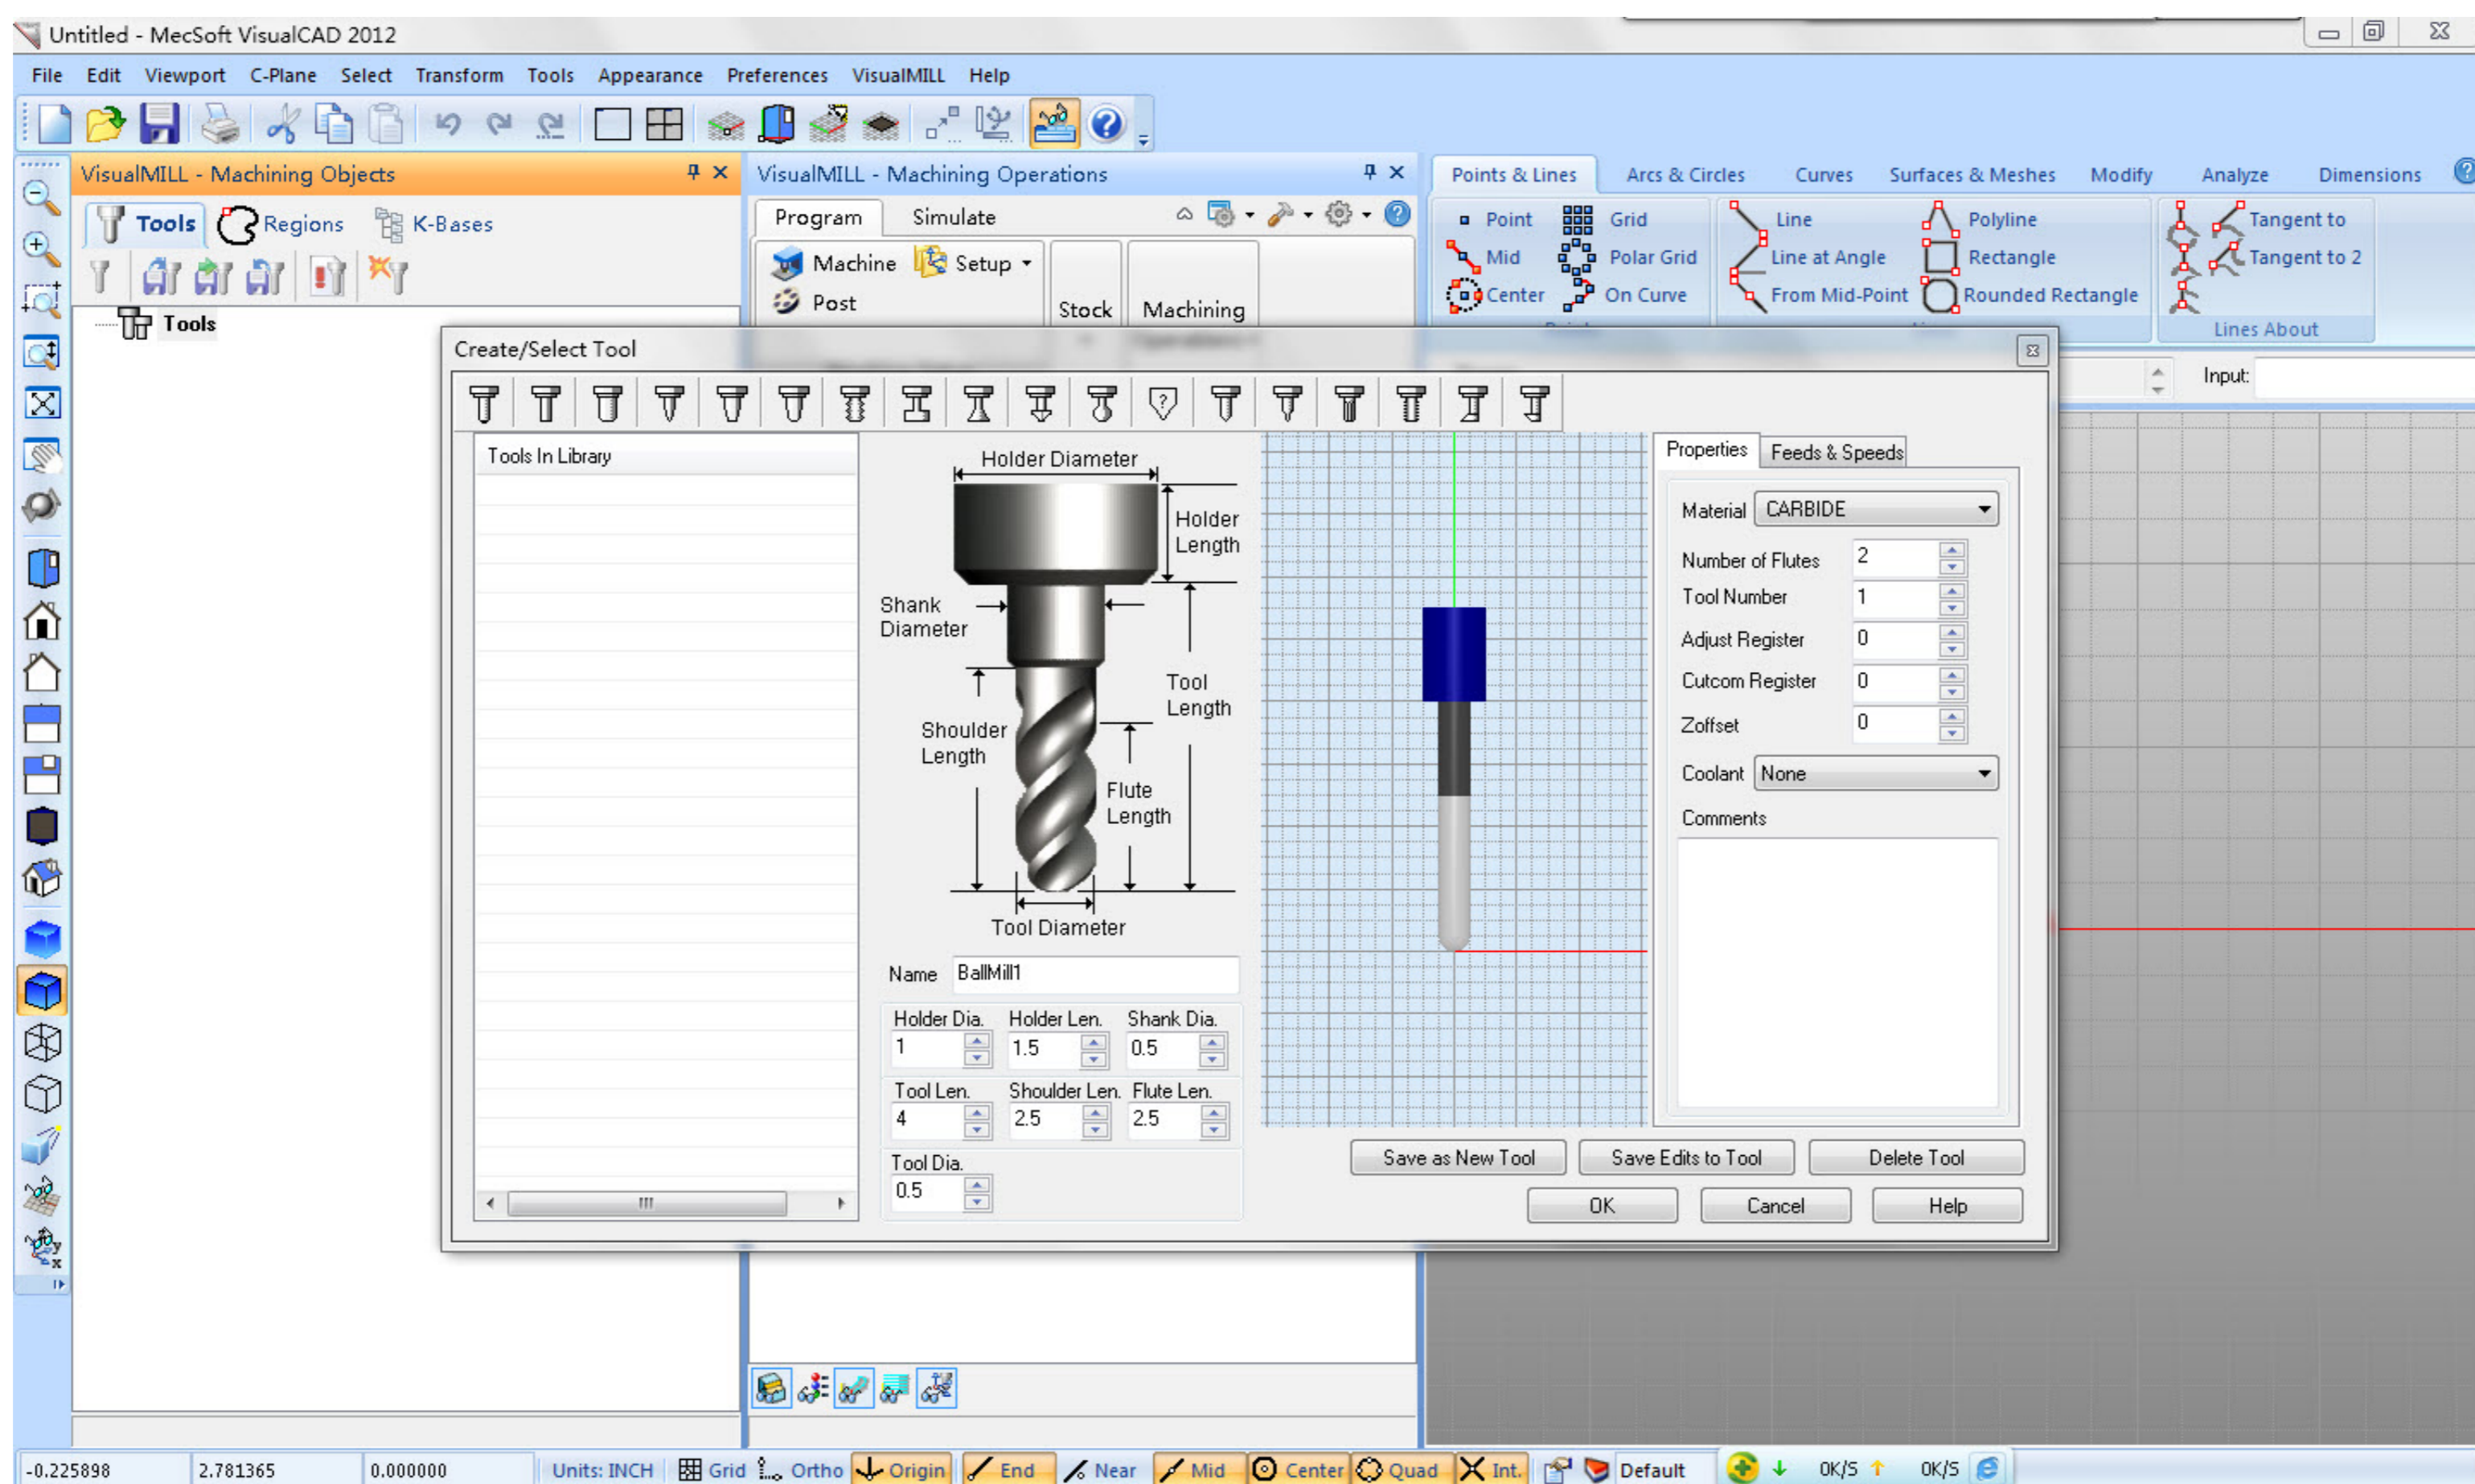 Untitled - MecSoft VisualCAD 2012
File Edit Viewport C-Plane Select Transform Tools Appearance Preferences VisualMILL Help
VisualMILL - Machining Objects
Tools Regions K-Bases
Tools
VisualMILL - Machining Operations
Program Simulate
Machine Setup
Post
Stock Machining
Points & Lines Arcs & Circles Curves Surfaces & Meshes Modify Analyze Dimensions
Point Grid Line Polyline Tangent to
Mid Polar Grid Line at Angle Rectangle Tangent to 2
Center On Curve From Mid-Point Rounded Rectangle
Lines About
Input:
Create/Select Tool
Tools In Library
Holder Diameter
Holder
Length
Shank
Diameter
Tool
Length
Shoulder
Length
Flute
Length
Tool Diameter
Name BallMill1
Holder Dia. Holder Len. Shank Dia.
1 1.5 0.5
Tool Len. Shoulder Len. Flute Len.
4 2.5 2.5
Tool Dia.
0.5
Properties Feeds & Speeds
Material CARBIDE
Number of Flutes 2
Tool Number 1
Adjust Register 0
Cutcom Register 0
Zoffset 0
Coolant None
Comments
Save as New Tool Save Edits to Tool Delete Tool
OK Cancel Help
-0.225898 2.781365 0.000000 Units: INCH Grid Ortho Origin End Near Mid Center Quad Int. Default 0K/S 0K/S